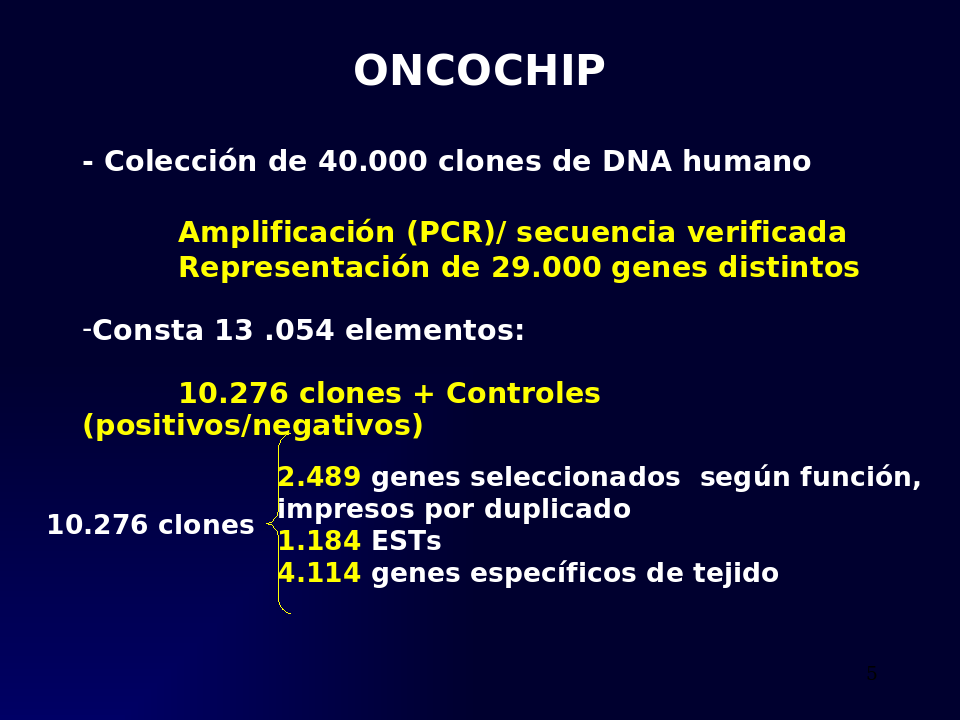 ONCOCHIP
- Colección de 40.000 clones de DNA humano
Amplificación (PCR)/ secuencia verificada
Representación de 29.000 genes distintos
-Consta 13 .054 elementos:
10.276 clones + Controles
(positivos/negativos)
2.489 genes seleccionados  según función,
impresos por duplicado
10.276 clones
1.184 ESTs
4.114 genes específicos de tejido